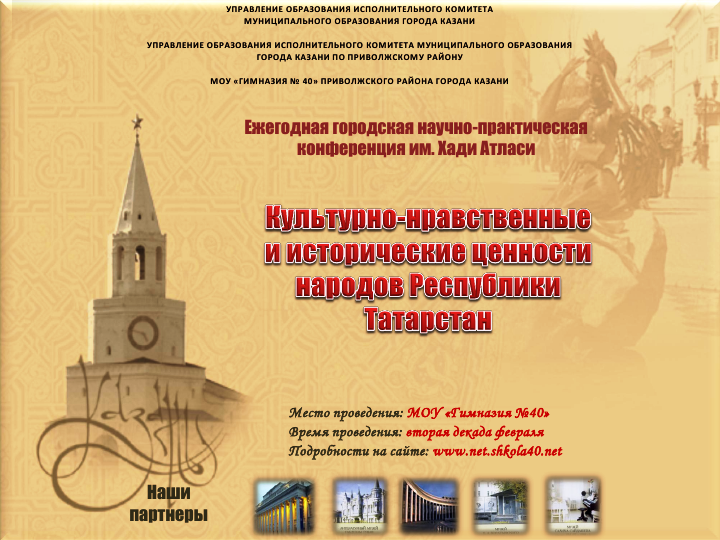 УПРАВЛЕНИЕ ОБРАЗОВАНИЯ ИСПОЛНИТЕЛЬНОГО КОМИТЕТА
МУНИЦИПАЛЬНОГО ОБРАЗОВАНИЯ ГОРОДА КАЗАНИ
УПРАВЛЕНИЕ ОБРАЗОВАНИЯ ИСПОЛНИТЕЛЬНОГО КОМИТЕТА МУНИЦИПАЛЬНОГО ОБРАЗОВАНИЯ
ГОРОДА КАЗАНИ ПО ПРИВОЛЖСКОМУ РАЙОНУ
МОУ «ГИМНАЗИЯ № 40» ПРИВОЛЖСКОГО РАЙОНА ГОРОДА КАЗАНИ
Ежегодная городская научно-практическая
конференция им. Хади Атласи
Культурно-нравственные
и исторические ценности
народов Республики
Татарстан
Место проведения: МОУ «Гимназия №40»
Время проведения: вторая декада февраля
Подробности на сайте: www.net.shkola40.net
Kazan
Наши
партнеры